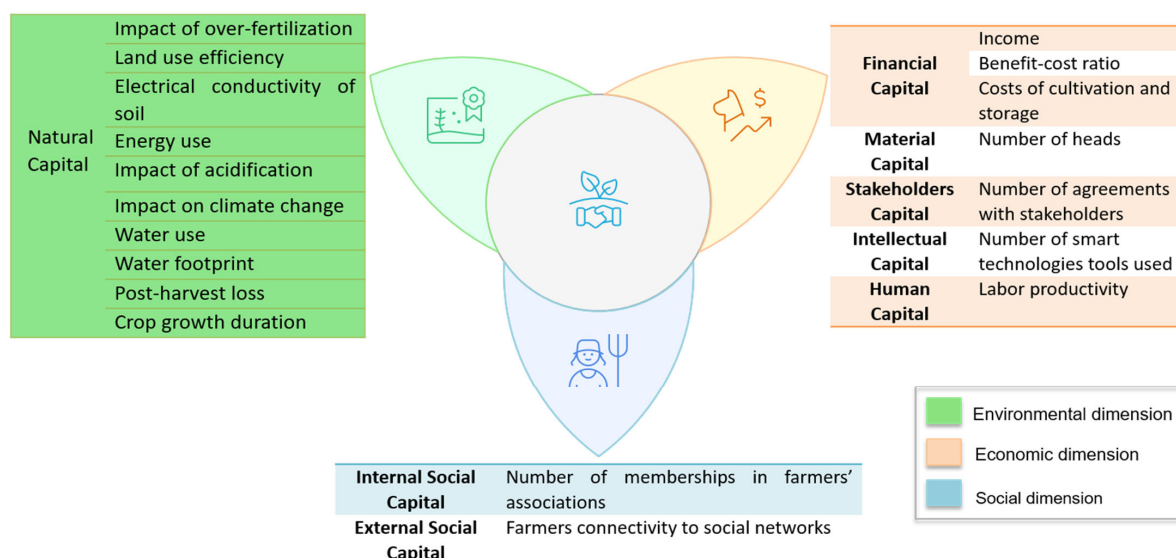 Natural
Capital
Impact of over-fertilization
Land use efficiency
Electrical conductivity of
soil
Energy use
Impact of acidification
Impact on climate change
Water use
Water footprint
Post-harvest loss
Crop growth duration
$
Financial
Capital
Income
Benefit-cost ratio
Costs of cultivation and
storage
Material
Capital
Number of heads
Stakeholders
Capital
Number of agreements
with stakeholders
Intellectual
Capital
Number of smart
technologies tools used
Human
Capital
Labor productivity
Environmental dimension
Economic dimension
Social dimension
Internal Social
Capital
Number of memberships in farmers’
associations
External Social
Capital
Farmers connectivity to social networks